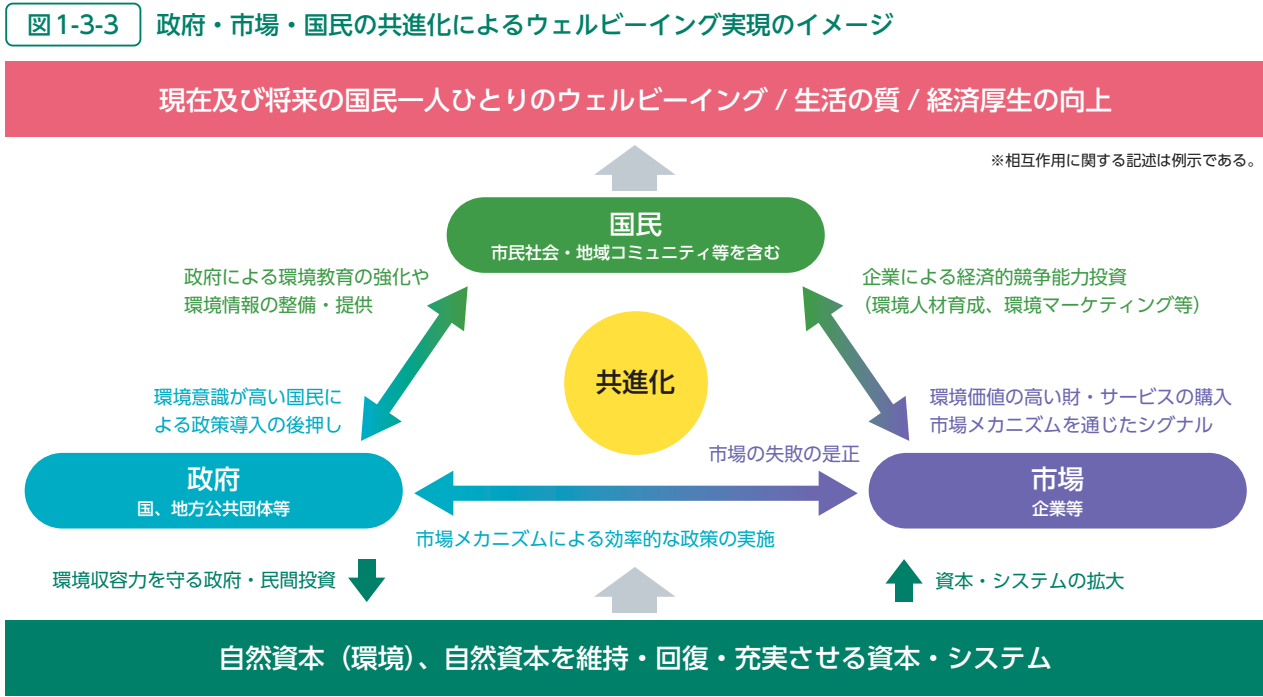 図1-3-3 政府・市場・国民の共進化によるウェルビーイング実現のイメージ
現在及び将来の国民一人ひとりのウェルビーイング / 生活の質 / 経済厚生の向上
※相互作用に関する記述は例示である。
国民
市民社会・地域コミュニティ等を含む
政府による環境教育の強化や
環境情報の整備・提供
企業による経済的競争能力投資
（環境人材育成、環境マーケティング等）
共進化
環境意識が高い国民に
よる政策導入の後押し
環境価値の高い財・サービスの購入
市場メカニズムを通じたシグナル
市場の失敗の是正
政府
国、地方公共団体等
市場
企業等
市場メカニズムによる効率的な政策の実施
環境収容力を守る政府・民間投資
資本・システムの拡大
自然資本（環境）、自然資本を維持・回復・充実させる資本・システム